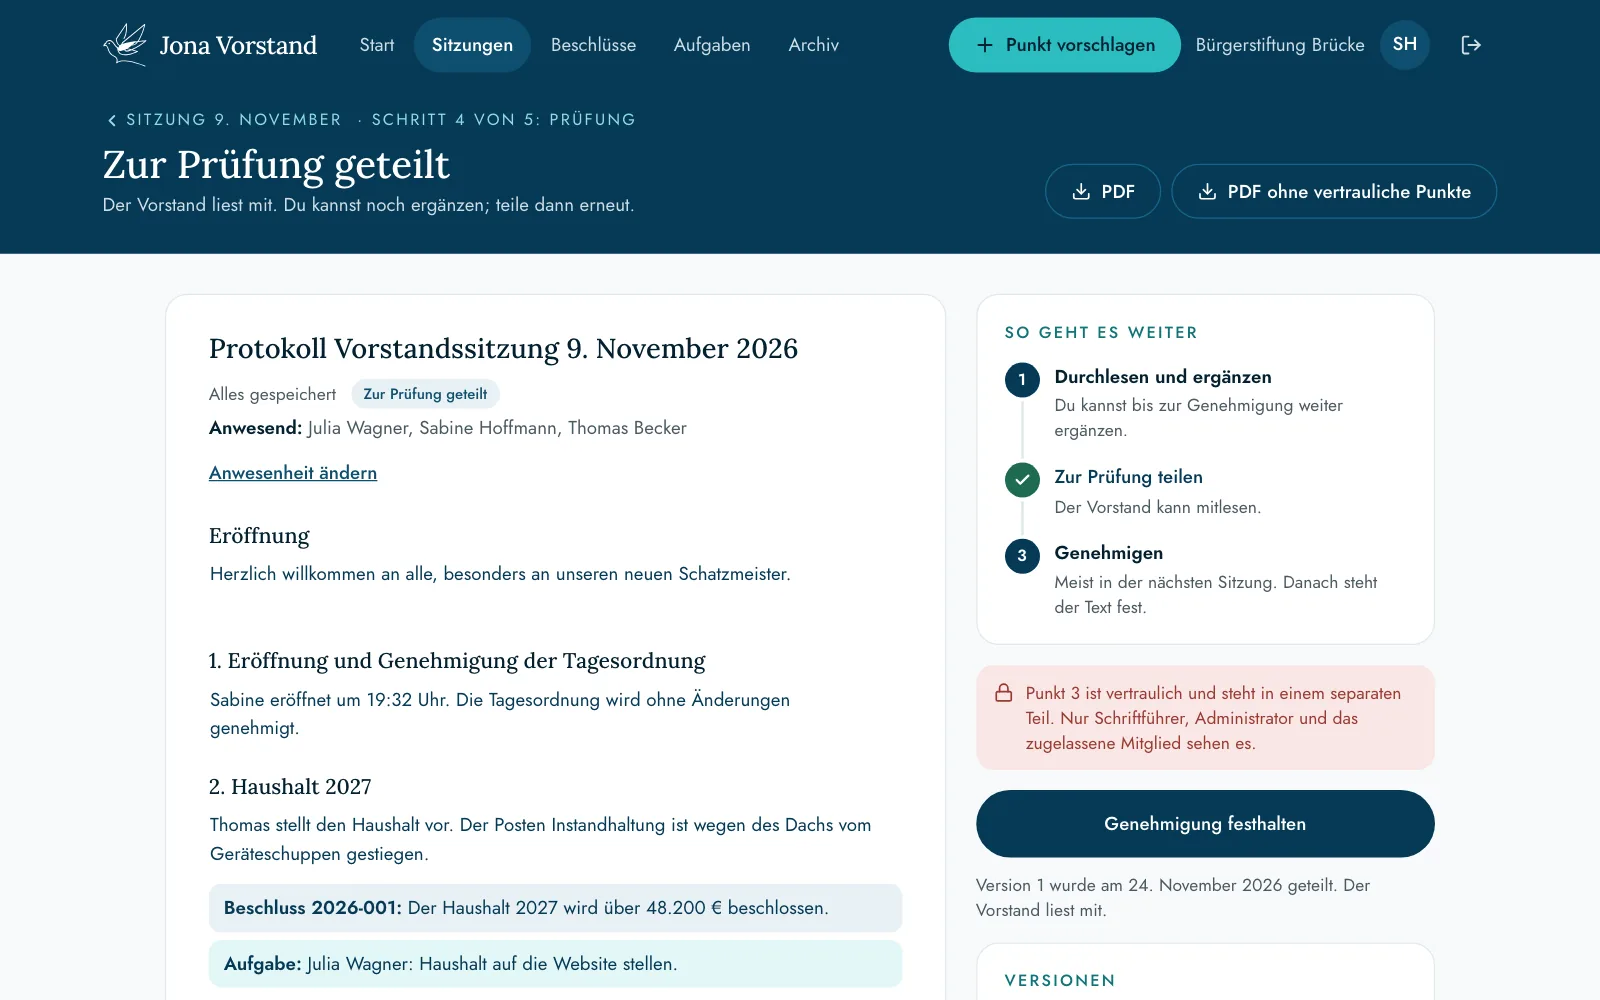 Jona Vorstand
Start
Sitzungen
Beschlüsse
Aufgaben
Archiv
Punkt vorschlagen
Bürgerstiftung Brücke
SH
SITZUNG 9. NOVEMBER · SCHRITT 4 VON 5: PRÜFUNG
Zur Prüfung geteilt
Der Vorstand liest mit. Du kannst noch ergänzen; teile dann erneut.
PDF
PDF ohne vertrauliche Punkte
Protokoll Vorstandssitzung 9. November 2026
Alles gespeichert
Zur Prüfung geteilt
Anwesend: Julia Wagner, Sabine Hoffmann, Thomas Becker
Anwesenheit ändern
Eröffnung
Herzlich willkommen an alle, besonders an unseren neuen Schatzmeister.
1. Eröffnung und Genehmigung der Tagesordnung
Sabine eröffnet um 19:32 Uhr. Die Tagesordnung wird ohne Änderungen
genehmigt.
2. Haushalt 2027
Thomas stellt den Haushalt vor. Der Posten Instandhaltung ist wegen des Dachs vom
Geräteschuppen gestiegen.
Beschluss 2026-001: Der Haushalt 2027 wird über 48.200 € beschlossen.
Aufgabe: Julia Wagner: Haushalt auf die Website stellen.
SO GEHT ES WEITER
1
Durchlesen und ergänzen
Du kannst bis zur Genehmigung weiter
ergänzen.
Zur Prüfung teilen
Der Vorstand kann mitlesen.
3
Genehmigen
Meist in der nächsten Sitzung. Danach steht
der Text fest.
Punkt 3 ist vertraulich und steht in einem separaten
Teil. Nur Schriftführer, Administrator und das
zugelassene Mitglied sehen es.
Genehmigung festhalten
Version 1 wurde am 24. November 2026 geteilt. Der
Vorstand liest mit.
VERSIONEN